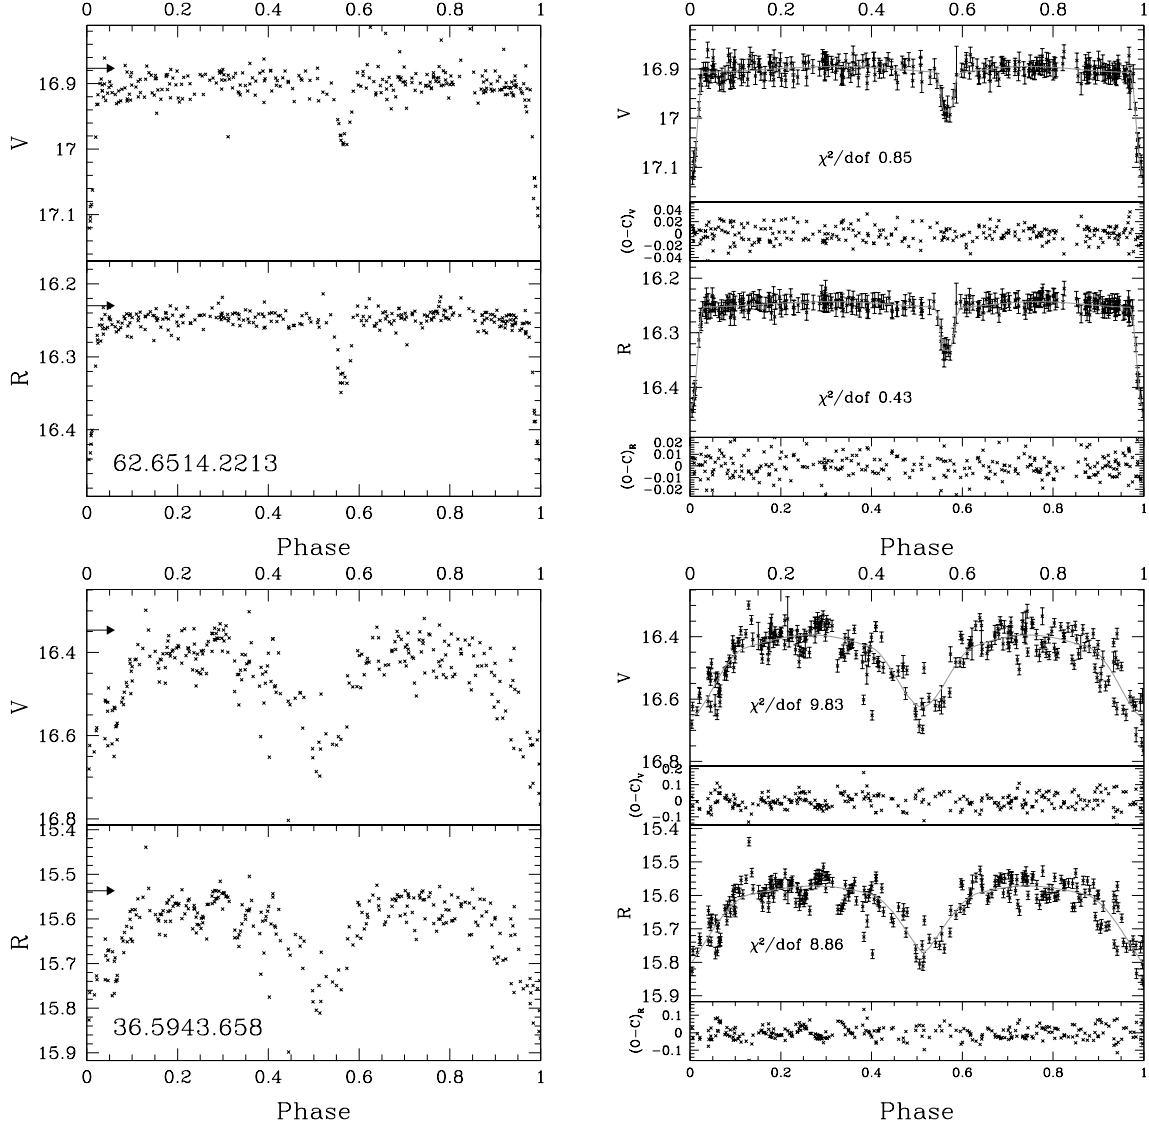 0 0.2 0.4 0.6 0.8 1
16.9
17
17.1
V
16.2
16.3
16.4
R
62.6514.2213
0 0.2 0.4 0.6 0.8 1
Phase
0 0.2 0.4 0.6 0.8 1
16.9
17
17.1
V
χ²/dof 0.85
0.04
0.02
0
−0.02
−0.04
(O−C)V
16.2
16.3
16.4
R
χ²/dof 0.43
0.02
0.01
0
−0.01
−0.02
(O−C)R
0 0.2 0.4 0.6 0.8 1
Phase
0 0.2 0.4 0.6 0.8 1
16.4
16.6
16.8
V
15.4
15.5
15.6
15.7
15.8
15.9
R
36.5943.658
0 0.2 0.4 0.6 0.8 1
Phase
0 0.2 0.4 0.6 0.8 1
16.4
16.6
16.8
V
χ²/dof 9.83
0.2
0.1
0
−0.1
(O−C)V
15.4
15.5
15.6
15.7
15.8
15.9
R
χ²/dof 8.86
0.1
0
−0.1
(O−C)R
0 0.2 0.4 0.6 0.8 1
Phase